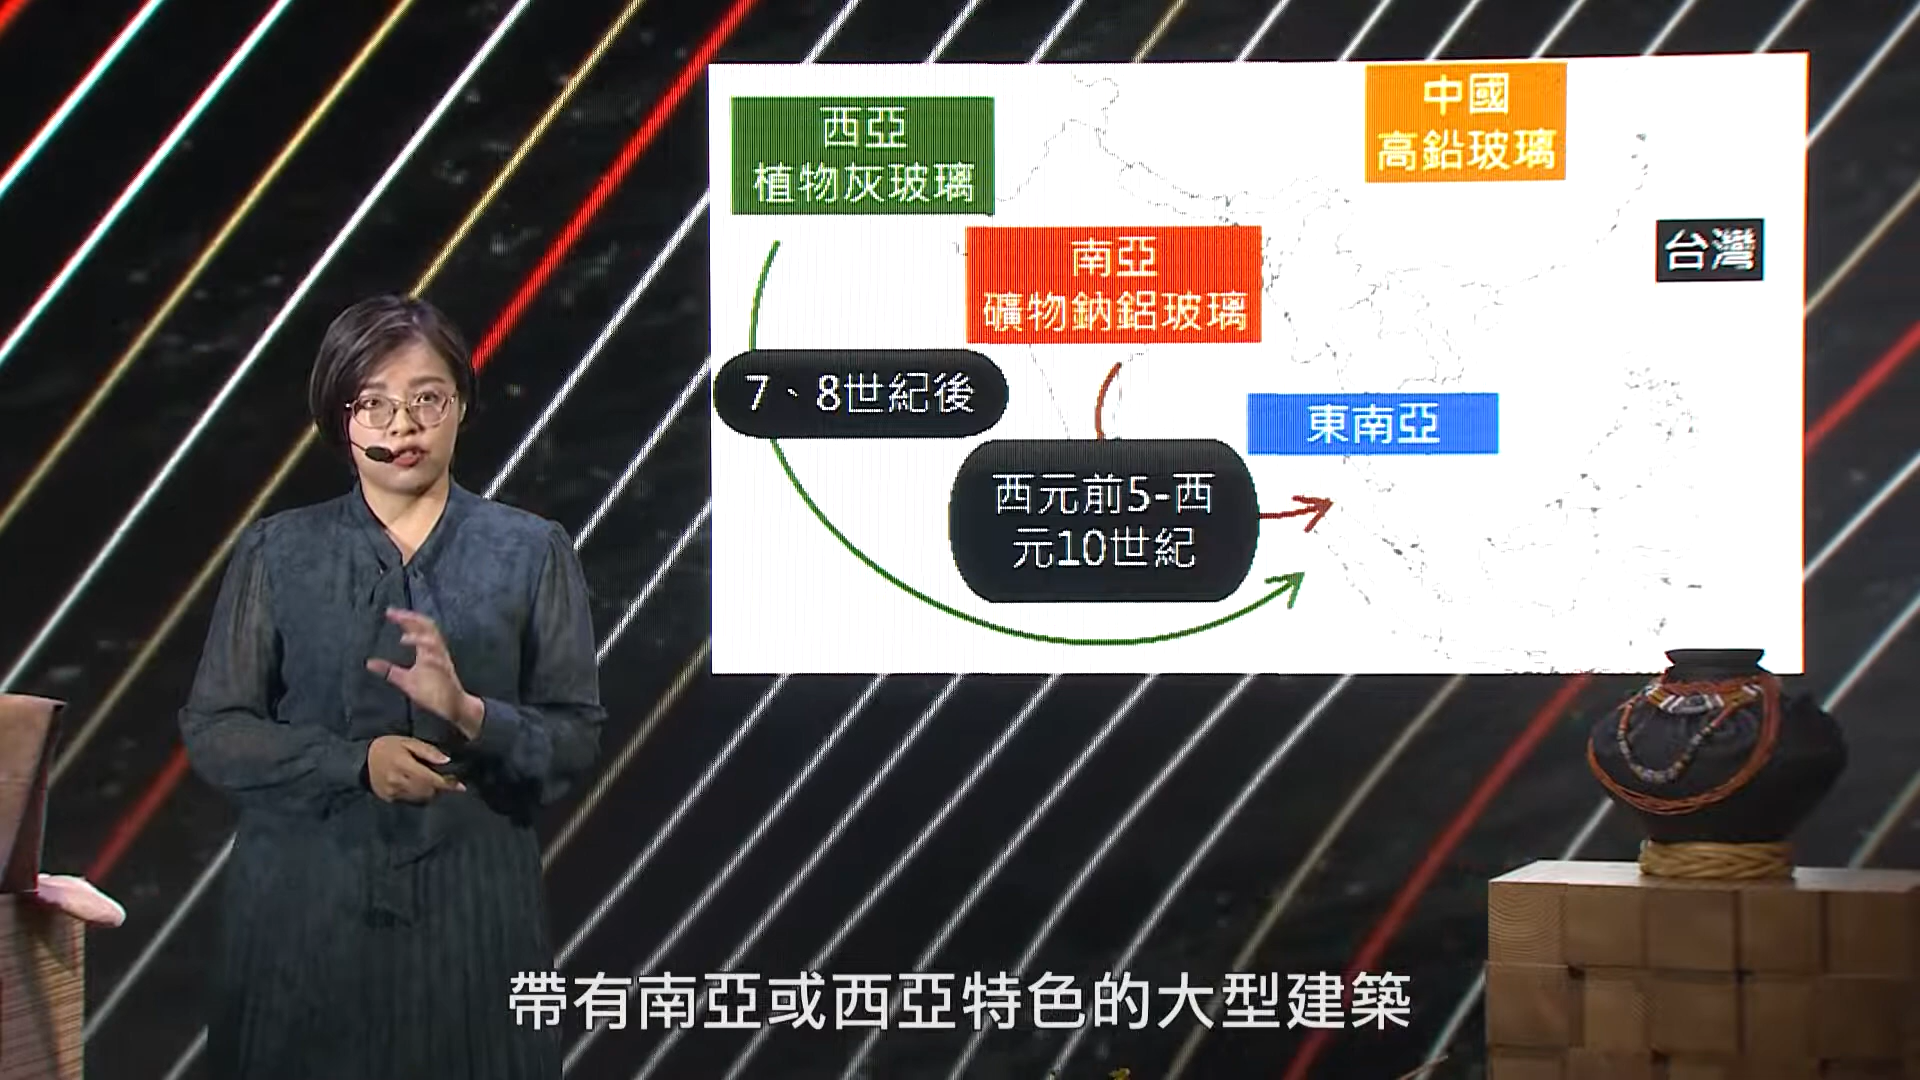 西亞
植物灰玻璃
中國
高鉛玻璃
南亞
礦物鈉鋁玻璃
台灣
7、8世紀後
東南亞
西元前5-西
元10世紀
帶有南亞或西亞特色的大型建築